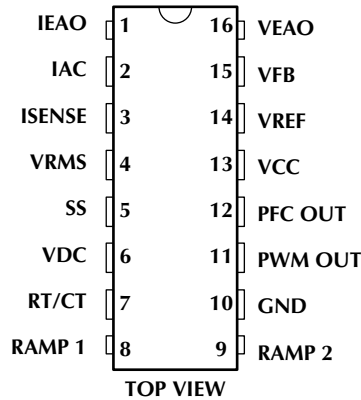 IEAO 1 16 VEAO
IAC 2 15 VFB
ISENSE 3 14 VREF
VRMS 4 13 VCC
SS 5 12 PFC OUT
VDC 6 11 PWM OUT
RT/CT 7 10 GND
RAMP 1 8 9 RAMP 2
TOP VIEW